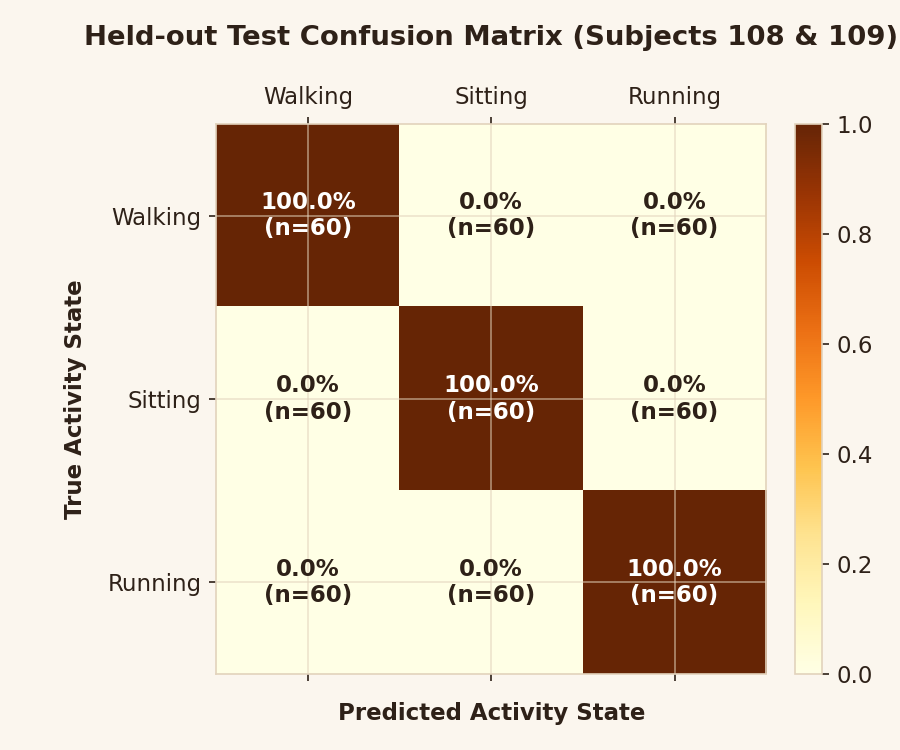 Held-out Test Confusion Matrix (Subjects 108 & 109)
Walking Sitting Running
Walking 100.0% 0.0% 0.0%
(n=60) (n=60) (n=60)
Sitting 0.0% 100.0% 0.0%
(n=60) (n=60) (n=60)
Running 0.0% 0.0% 100.0%
(n=60) (n=60) (n=60)
True Activity State
Predicted Activity State
1.0
0.8
0.6
0.4
0.2
0.0